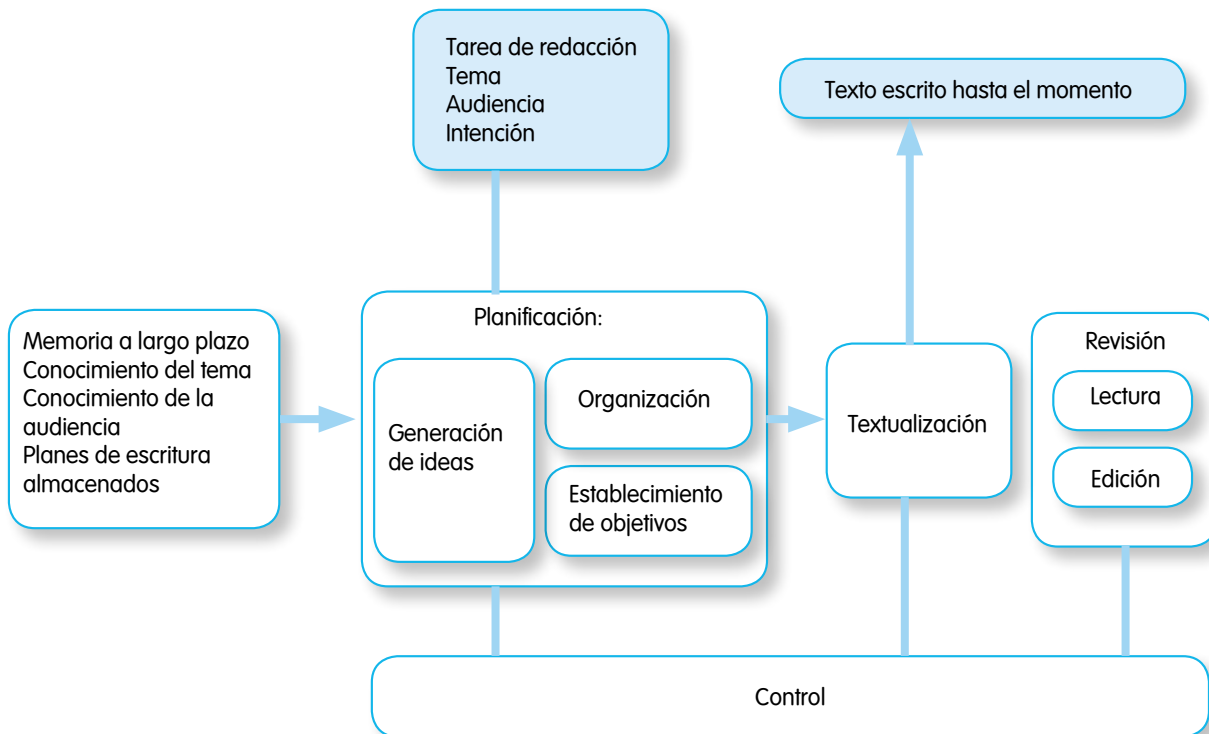 Tarea de redacción
Tema
Audiencia
Intención
Texto escrito hasta el momento
Memoria a largo plazo
Conocimiento del tema
Conocimiento de la
audiencia
Planes de escritura
almacenados
Planificación:
Generación
de ideas
Organización
Establecimiento
de objetivos
Textualización
Revisión
Lectura
Edición
Control